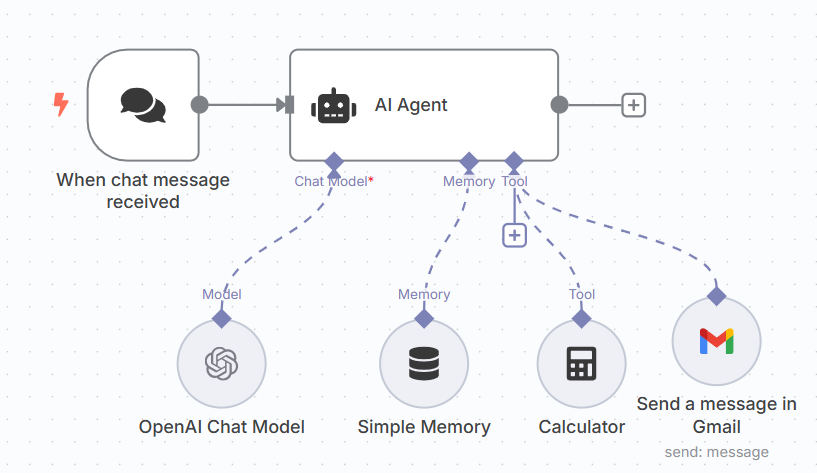 AI Agent
When chat message
received
Chat Model*
Memory
Tool
Model
Memory
Tool
OpenAI Chat Model
Simple Memory
Calculator
Send a message in
Gmail
send: message